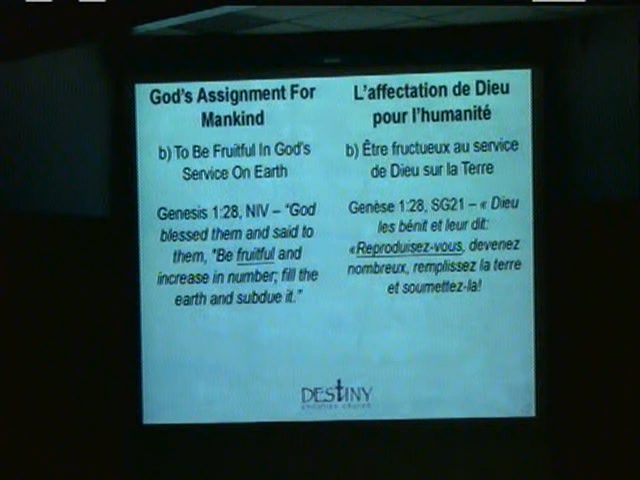 God's Assignment For
Mankind
b) To Be Fruitful In God's
Service On Earth
Genesis 1:28, NIV – "God
blessed them and said to
them, "Be fruitful and
increase in number; fill the
earth and subdue it."
L'affectation de Dieu
pour l'humanité
b) Être fructueux au service
de Dieu sur la Terre
Genèse 1:28, SG21 – « Dieu
les bénit et leur dit:
«Reproduisez-vous, devenez
nombreux, remplissez la terre
et soumettez-la!
DESTINY